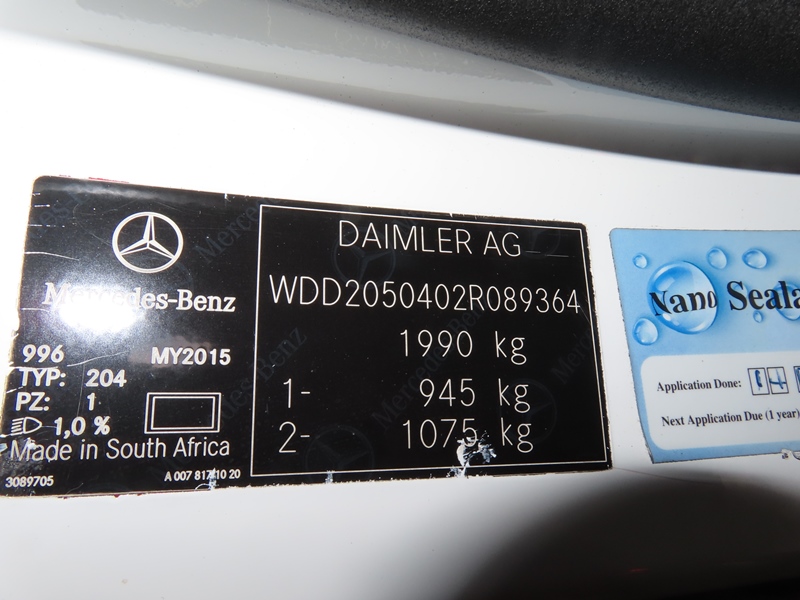 Mercedes-Benz
996 MY2015
TYP: 204
PZ: 1
1,0 %
Made in South Africa
3089705 A 007 817 10 20
DAIMLER AG
WDD2050402R089364
1990 kg
1- 945 kg
2- 1075 kg
Nano Seala
Application Done:
Next Application Due (1 year)